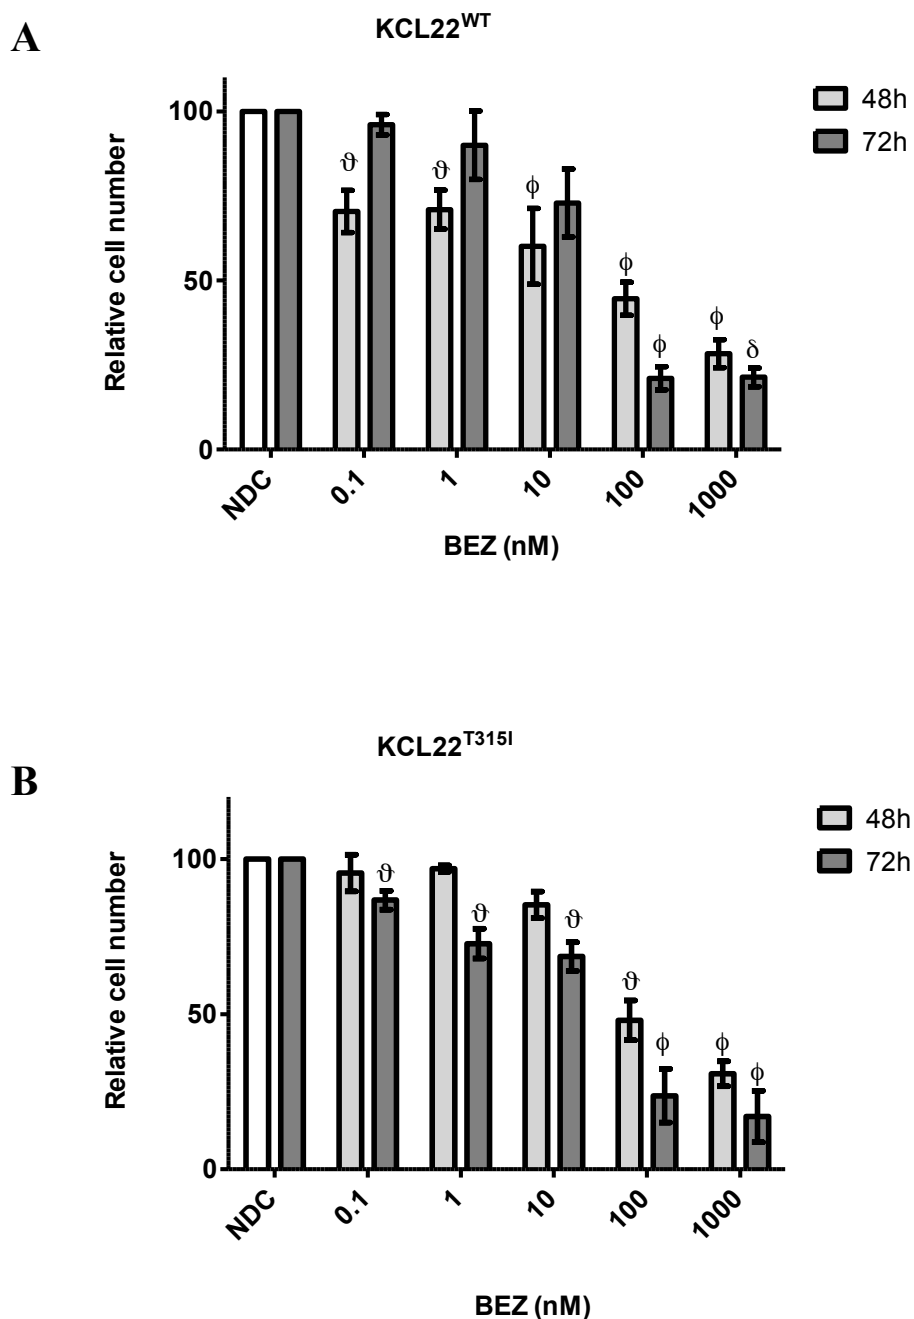 A
KCL22WT
48h
72h
Relative cell number
100
50
0
ϑ
ϑ
ϕ
ϕ
ϕ
ϕ
δ
NDC
0.1
1
10
100
1000
BEZ (nM)
B
KCL22T315I
48h
72h
Relative cell number
100
50
0
ϑ
ϑ
ϑ
ϑ
ϕ
ϕ
ϕ
NDC
0.1
1
10
100
1000
BEZ (nM)